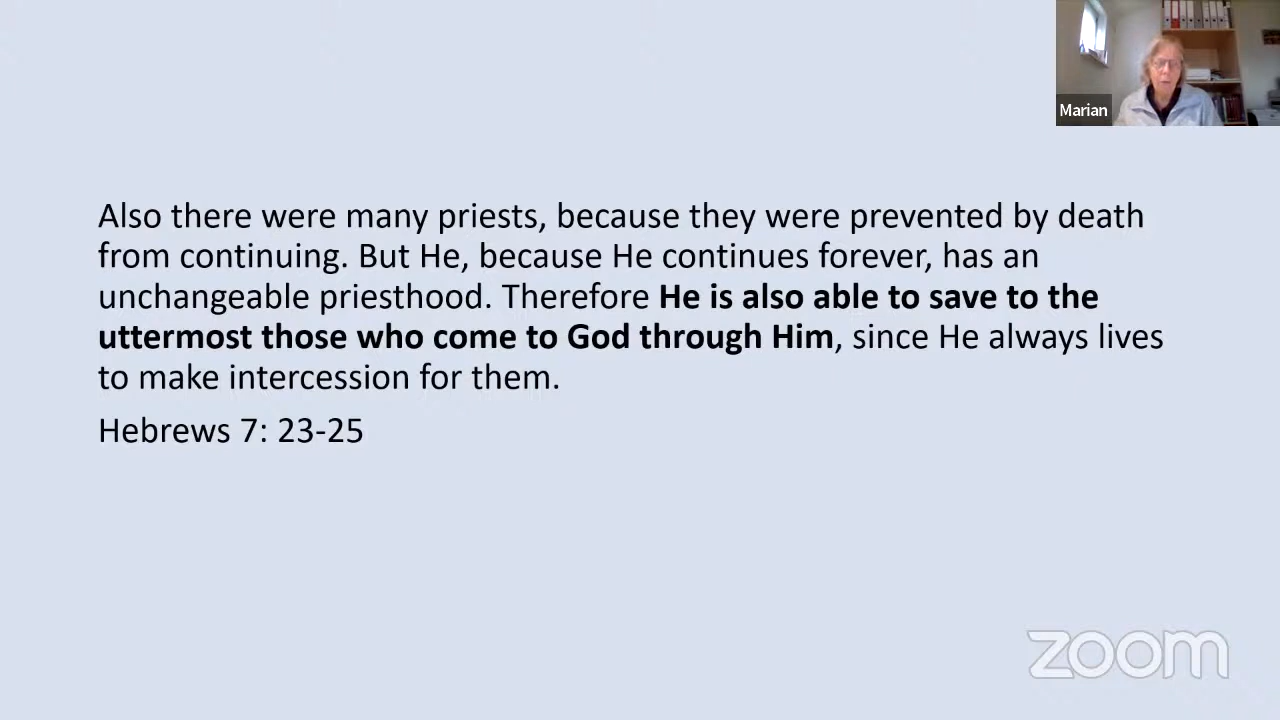 Marian
Also there were many priests, because they were prevented by death
from continuing. But He, because He continues forever, has an
unchangeable priesthood. Therefore He is also able to save to the
uttermost those who come to God through Him, since He always lives
to make intercession for them.
Hebrews 7: 23-25
zoom